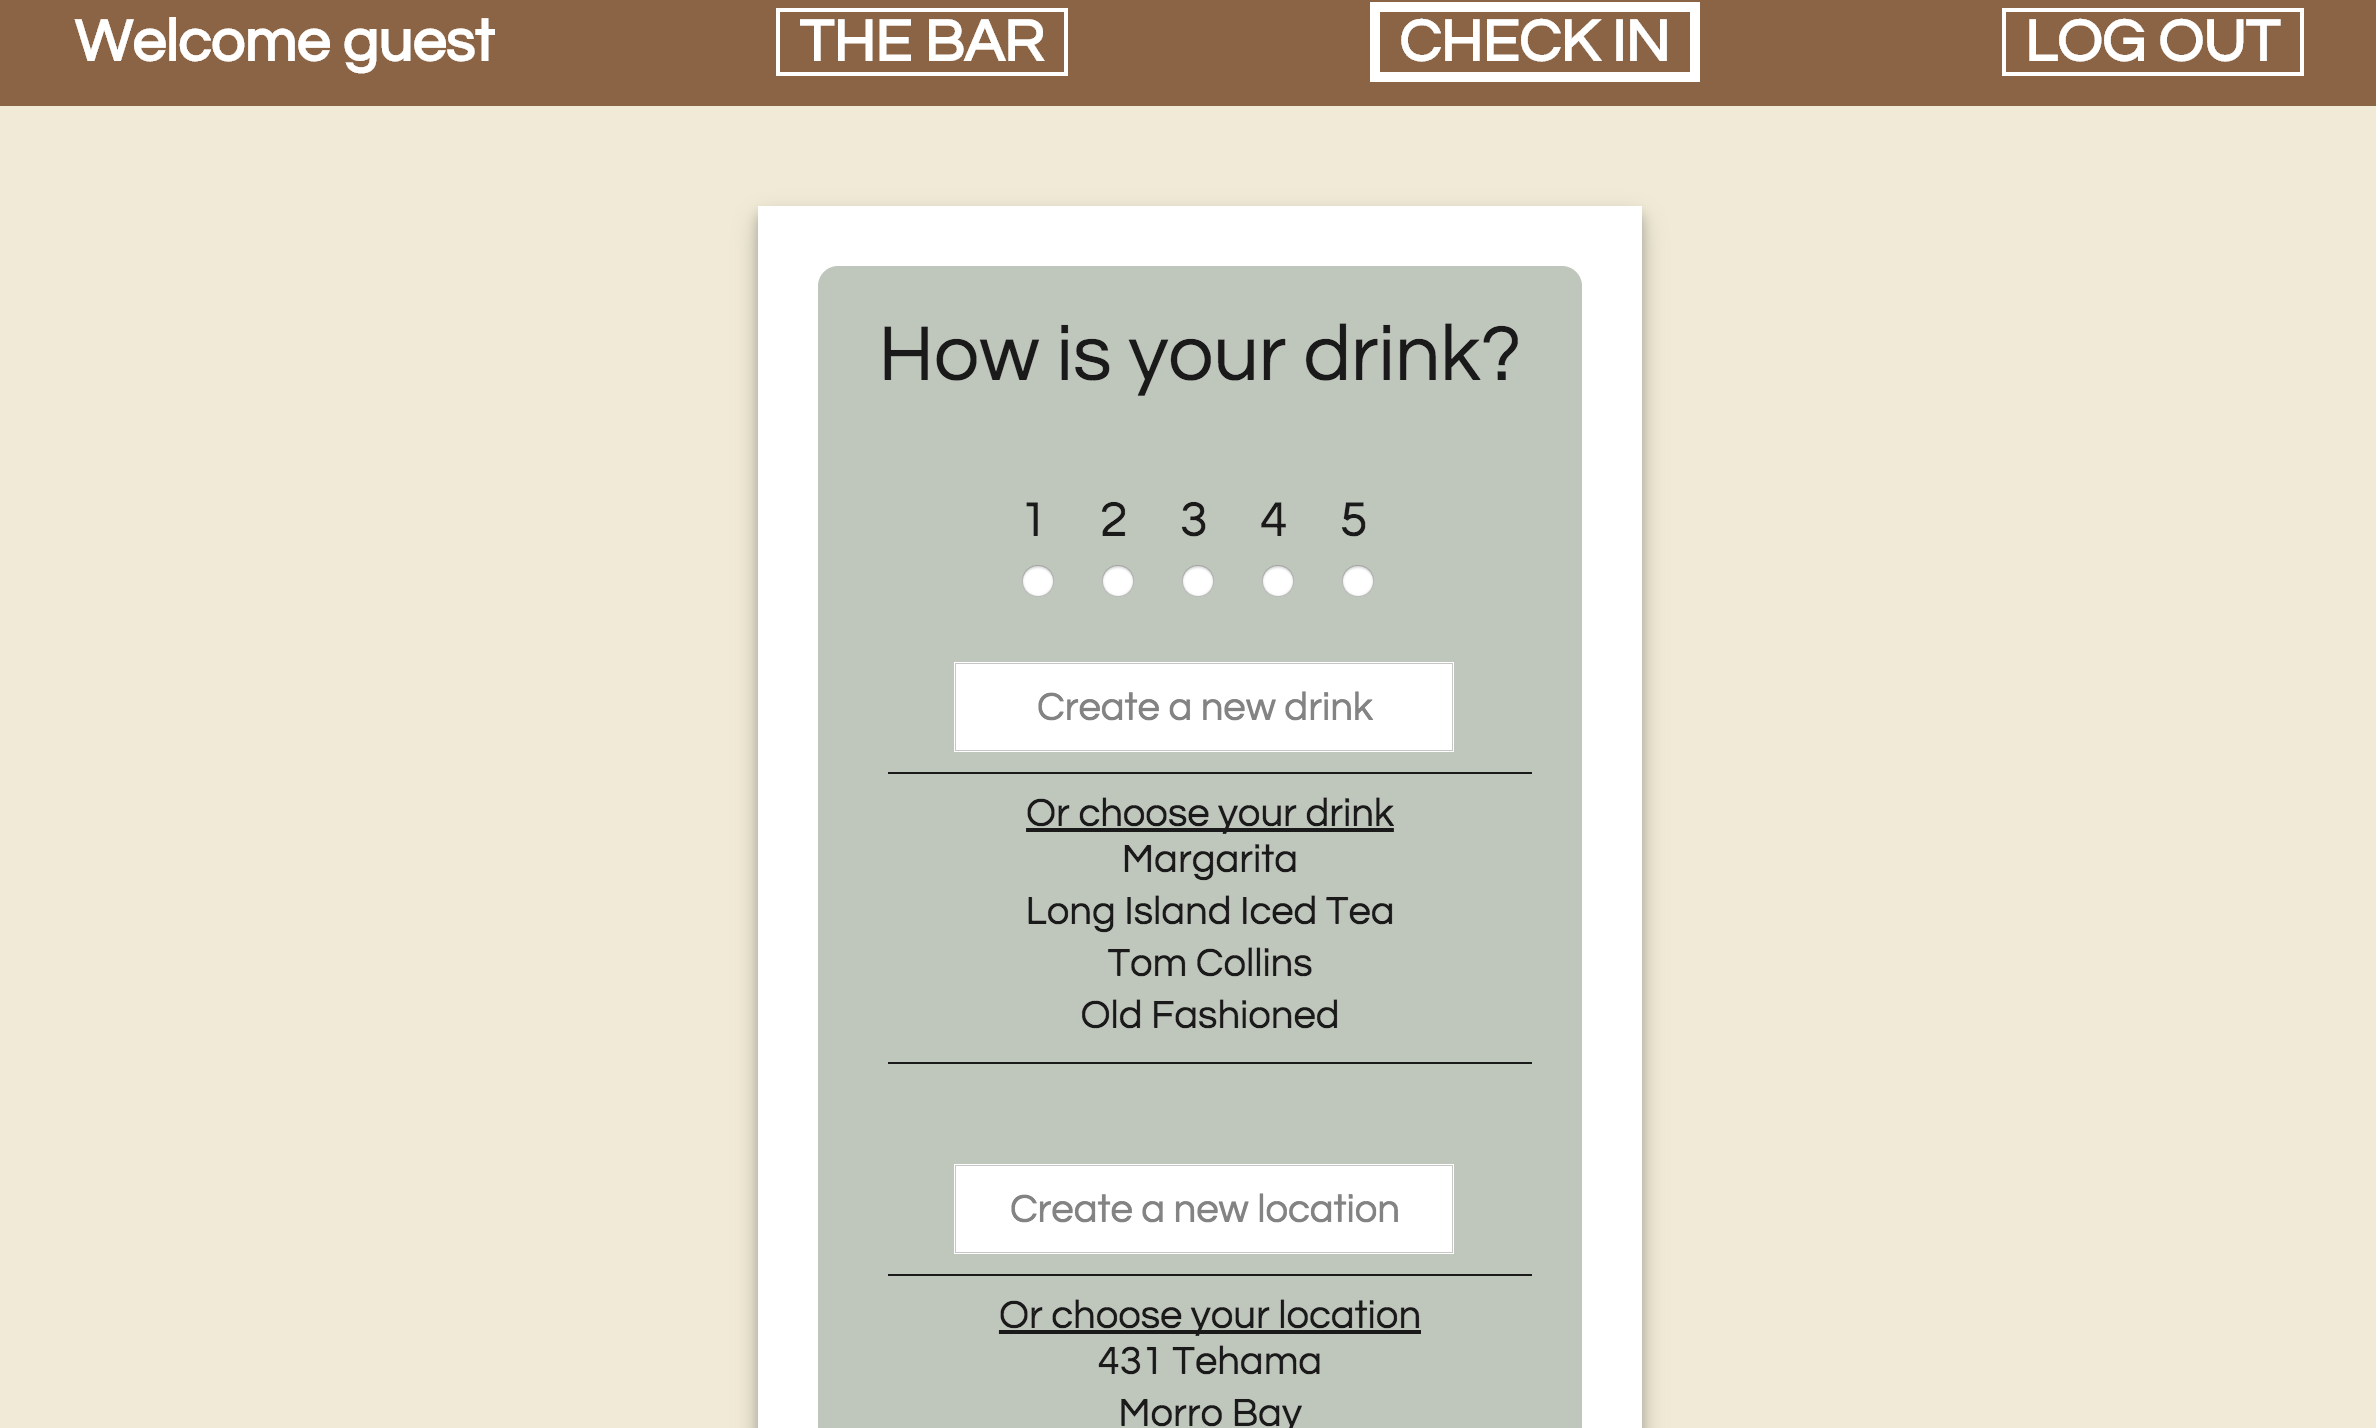 Welcome guest THE BAR CHECK IN LOG OUT
How is your drink?
1 2 3 4 5
Create a new drink
Or choose your drink
Margarita
Long Island Iced Tea
Tom Collins
Old Fashioned
Create a new location
Or choose your location
431 Tehama
Morro Bay